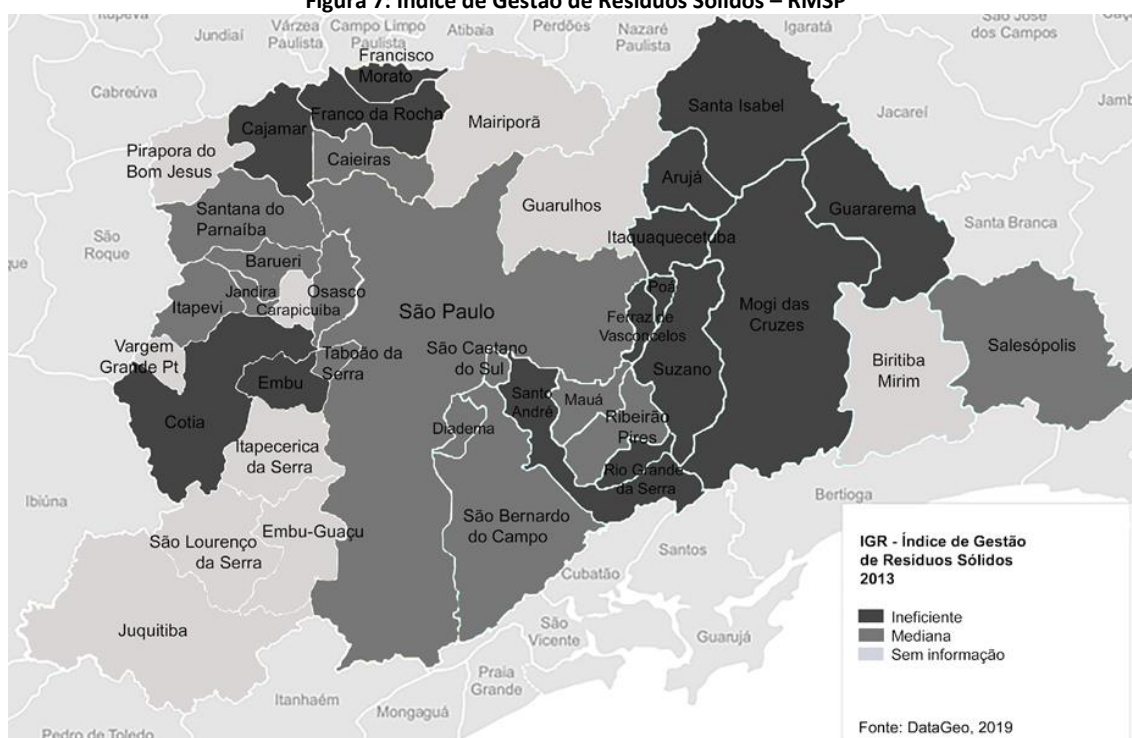 Figura 7: Índice de Gestão de Resíduos Sólidos – RMSP
Jundiaí
Várzea
Paulista
Campo Limpo
Paulista
Atibaia
Perdões
Nazaré
Paulista
Igaratá
São José
dos Campos
Cabreúva
Francisco
Morato
Franco da Rocha
Cajamar
Mairiporã
Santa Isabel
Jacareí
Pirapora do
Bom Jesus
Caieiras
Arujá
Guararema
Santana do
Parnaíba
Guarulhos
Santa Branca
São
Roque
Itaquaquecetuba
Barueri
Jandira
Osasco
Itapevi
Carapicuiba
Poá
Mogi das
Cruzes
São Paulo
Ferraz de
Vasconcelos
Vargem
Grande Pt
Taboão da
Serra
São Caetano
do Sul
Suzano
Biritiba
Mirim
Salesópolis
Embu
Santo
André
Mauá
Cotia
Diadema
Ribeirão
Pires
Itapecerica
da Serra
Rio Grande
da Serra
Ibiúna
Bertioga
São Lourenço
da Serra
Embu-Guaçu
São Bernardo
do Campo
Santos
Cubatão
Juquitiba
São
Vicente
Guarujá
Itanhaém
Praia
Grande
Mongaguá
Pedro de Toledo
IGR - Índice de Gestão
de Residuos Sólidos
2013
Ineficiente
Mediana
Sem informação
Fonte: DataGeo, 2019